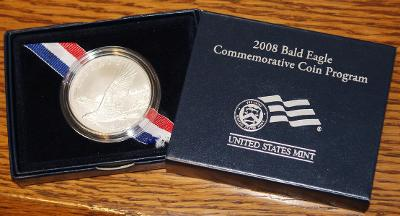 2008 Bald Eagle
Commemorative Coin Program
UNITED STATES MINT